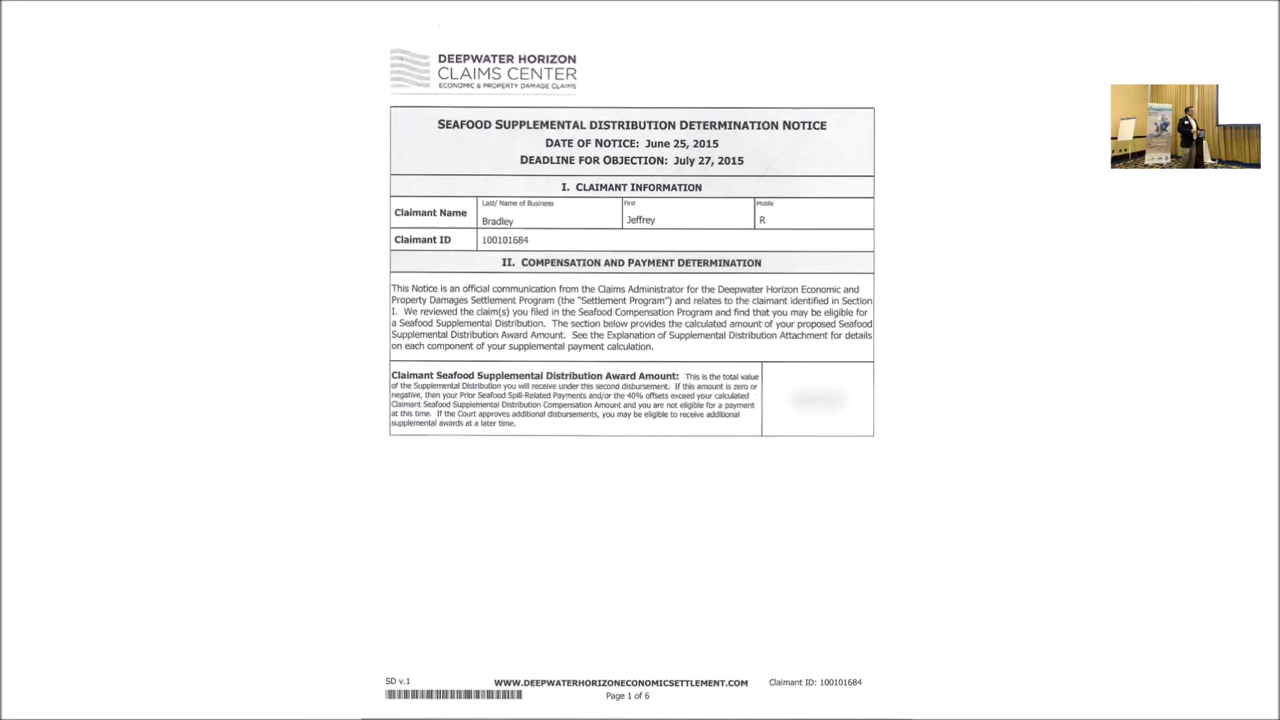 DEEPWATER HORIZON
CLAIMS CENTER
ECONOMIC & PROPERTY DAMAGE CLAIMS
SEAFOOD SUPPLEMENTAL DISTRIBUTION DETERMINATION NOTICE
DATE OF NOTICE: June 25, 2015
DEADLINE FOR OBJECTION: July 27, 2015
I. CLAIMANT INFORMATION
Claimant Name
Last/ Name of Business
Bradley
First
Jeffrey
Middle
R
Claimant ID
100101684
II. COMPENSATION AND PAYMENT DETERMINATION
This Notice is an official communication from the Claims Administrator for the Deepwater Horizon Economic and
Property Damages Settlement Program (the “Settlement Program”) and relates to the claimant identified in Section
I. We reviewed the claim(s) you filed in the Seafood Compensation Program and find that you may be eligible for
a Seafood Supplemental Distribution. The section below provides the calculated amount of your proposed Seafood
Supplemental Distribution Award Amount. See the Explanation of Supplemental Distribution Attachment for details
on each component of your supplemental payment calculation.
Claimant Seafood Supplemental Distribution Award Amount: This is the total value
of the Supplemental Distribution you will receive under this second disbursement. If this amount is zero or
negative, then your Prior Seafood Spill-Related Payments and/or the 40% offsets exceed your calculated
Claimant Seafood Supplemental Distribution Compensation Amount and you are not eligible for a payment
at this time. If the Court approves additional disbursements, you may be eligible to receive additional
supplemental awards at a later time.
SD v.1
WWW.DEEPWATERHORIZONECONOMICSETTLEMENT.COM
Claimant ID: 100101684
Page 1 of 6